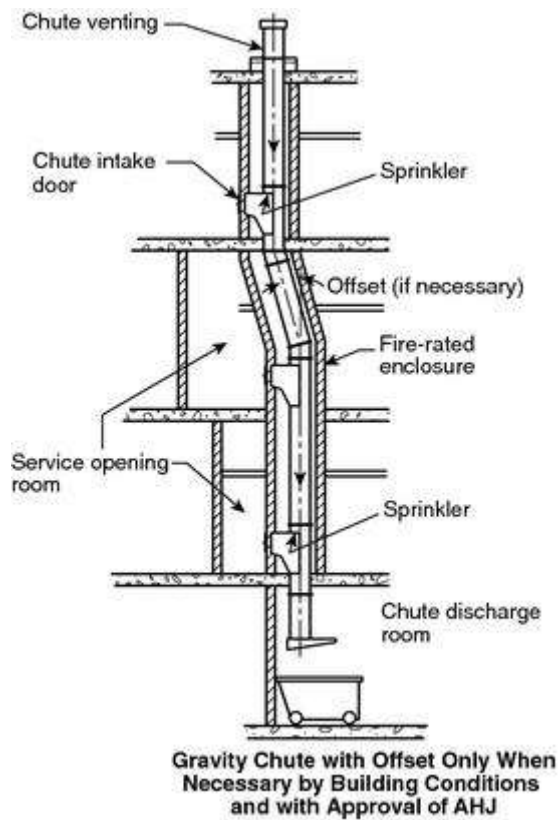 Chute venting
Chute intake
door
Sprinkler
Offset (if necessary)
Fire-rated
enclosure
Service opening
room
Sprinkler
Chute discharge
room
Gravity Chute with Offset Only When
Necessary by Building Conditions
and with Approval of AHJ